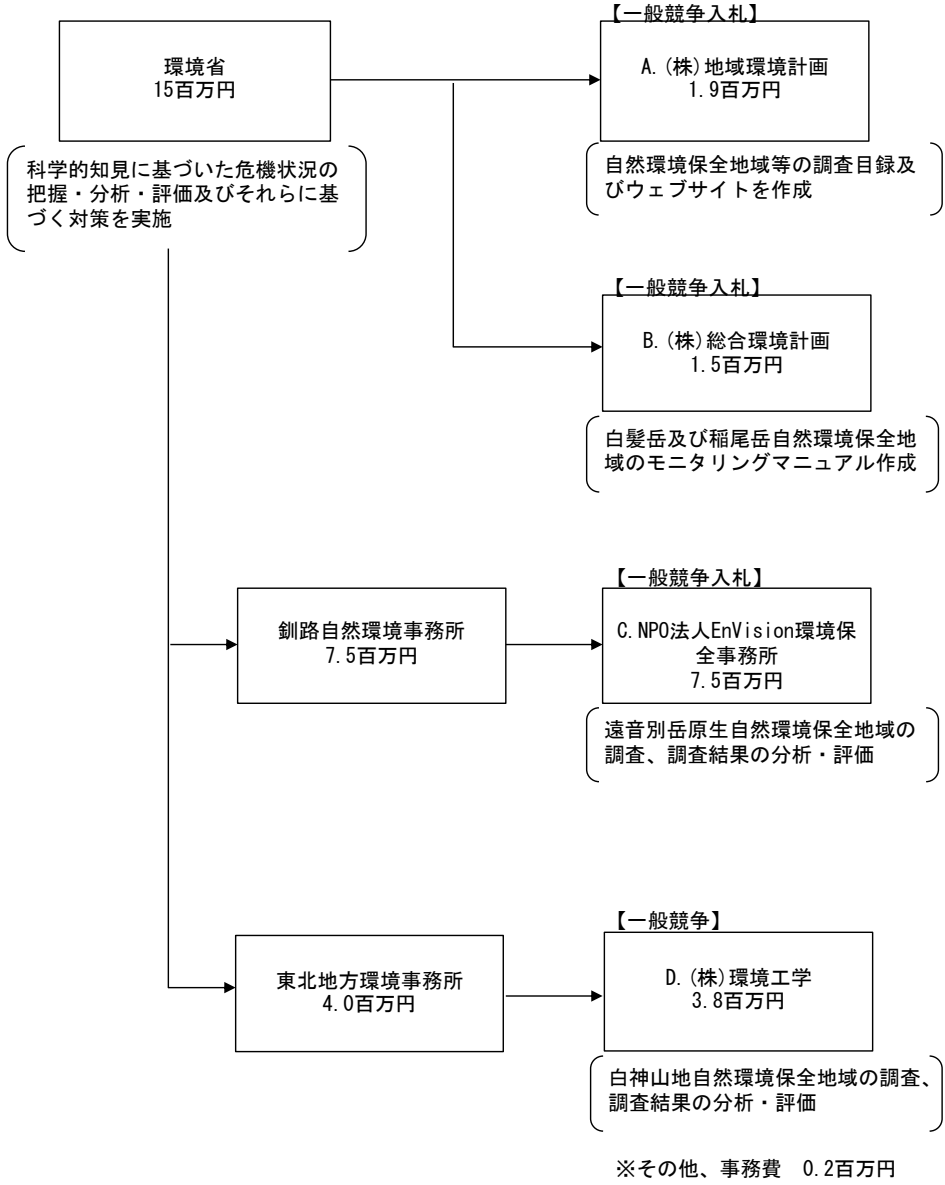 環境省
15百万円
科学的知見に基づいた危機状況の
把握・分析・評価及びそれらに基
づく対策を実施
【一般競争入札】
A.(株)地域環境計画
1.9百万円
自然環境保全地域等の調査目録及
びウェブサイトを作成
【一般競争入札】
B.(株)総合環境計画
1.5百万円
白髪岳及び稲尾岳自然環境保全地
域のモニタリングマニュアル作成
釧路自然環境事務所
7.5百万円
【一般競争入札】
C.NPO法人EnVision環境保
全事務所
7.5百万円
遠音別岳原生自然環境保全地域の
調査、調査結果の分析・評価
東北地方環境事務所
4.0百万円
【一般競争】
D.(株)環境工学
3.8百万円
白神山地自然環境保全地域の調査、
調査結果の分析・評価
※その他、事務費 0.2百万円